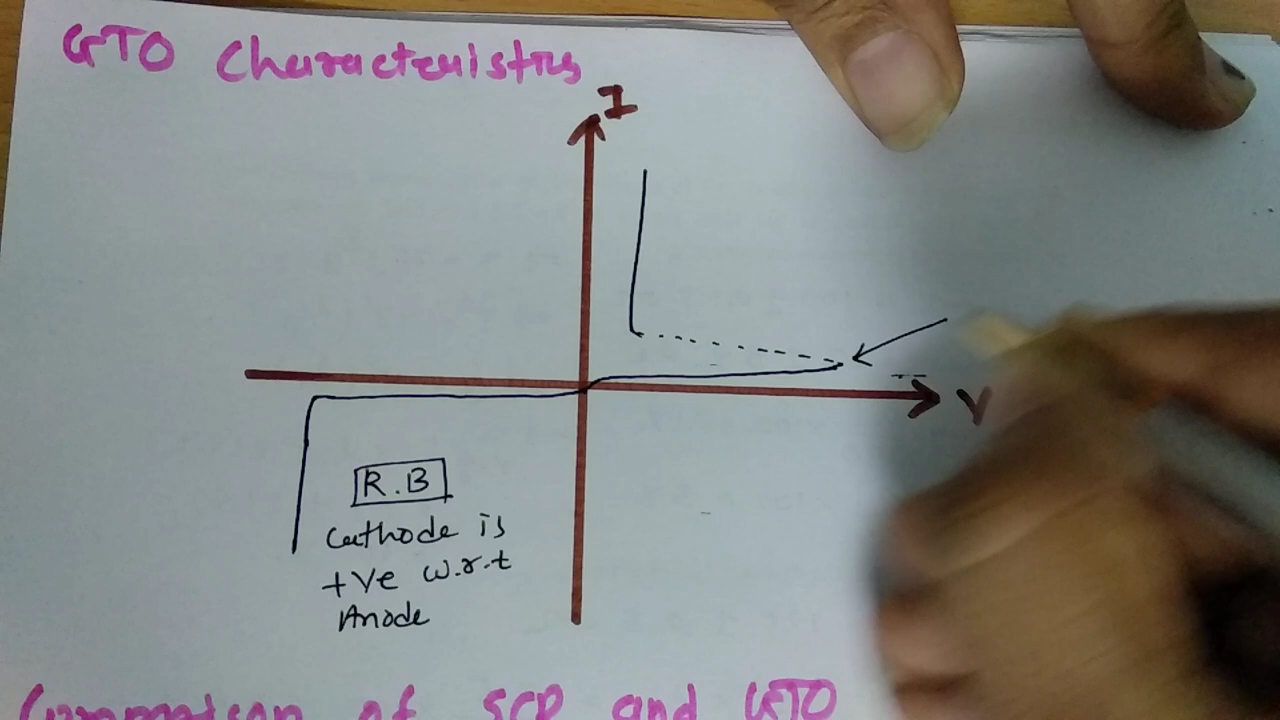 GTO Characteristics
I
V
R.B
Cathode is
+ve w.r.t
Anode
Comparison of SCR and GTO